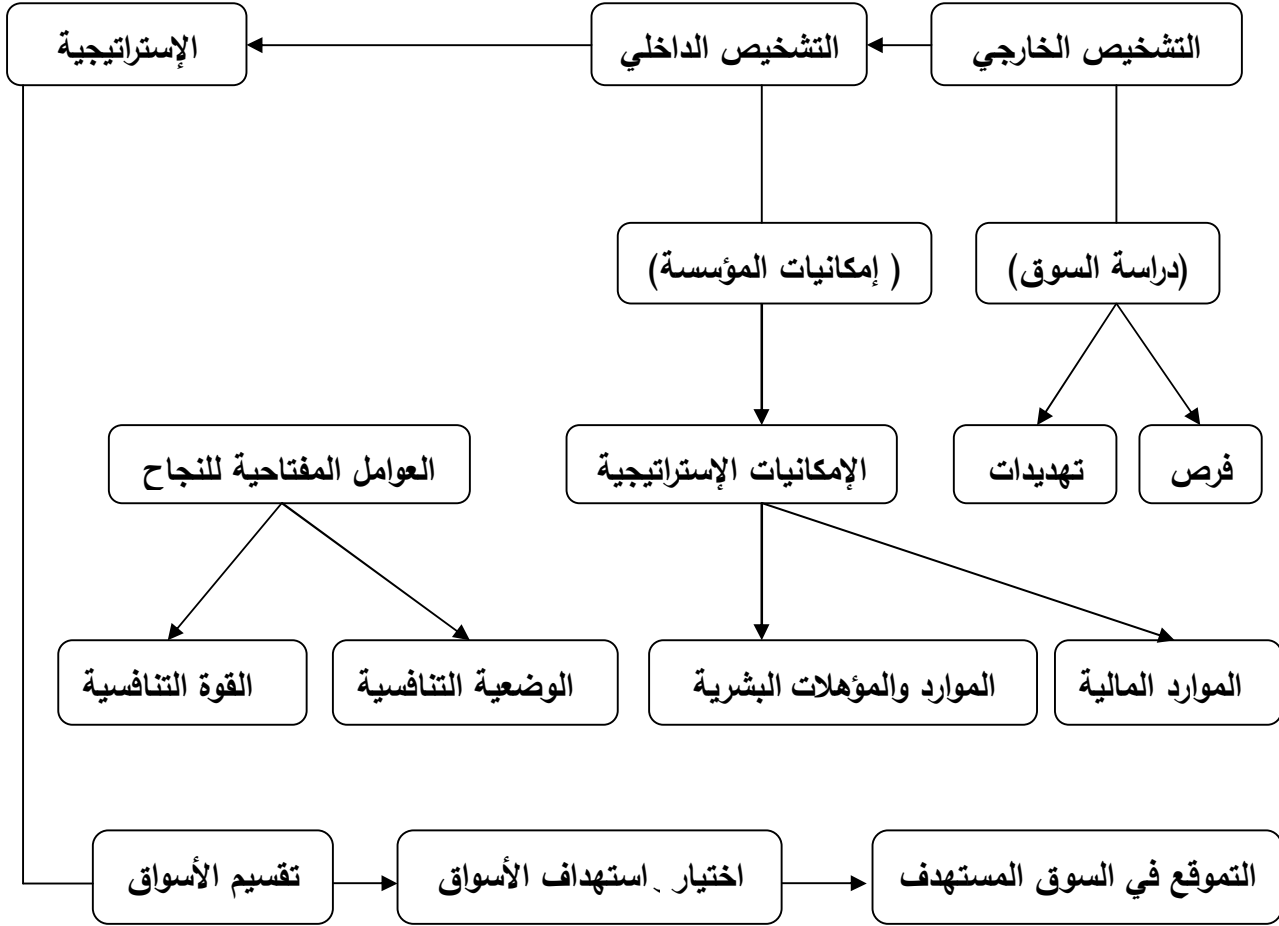 التشخيص الخارجي
التشخيص الداخلي
الإستراتيجية
(دراسة السوق)
( إمكانيات المؤسسة)
فرص
تهديدات
الإمكانيات الإستراتيجية
العوامل المفتاحية للنجاح
الموارد المالية
الموارد والمؤهلات البشرية
الوضعية التنافسية
القوة التنافسية
تقسيم الأسواق
اختيار استهداف الأسواق
التموقع في السوق المستهدف